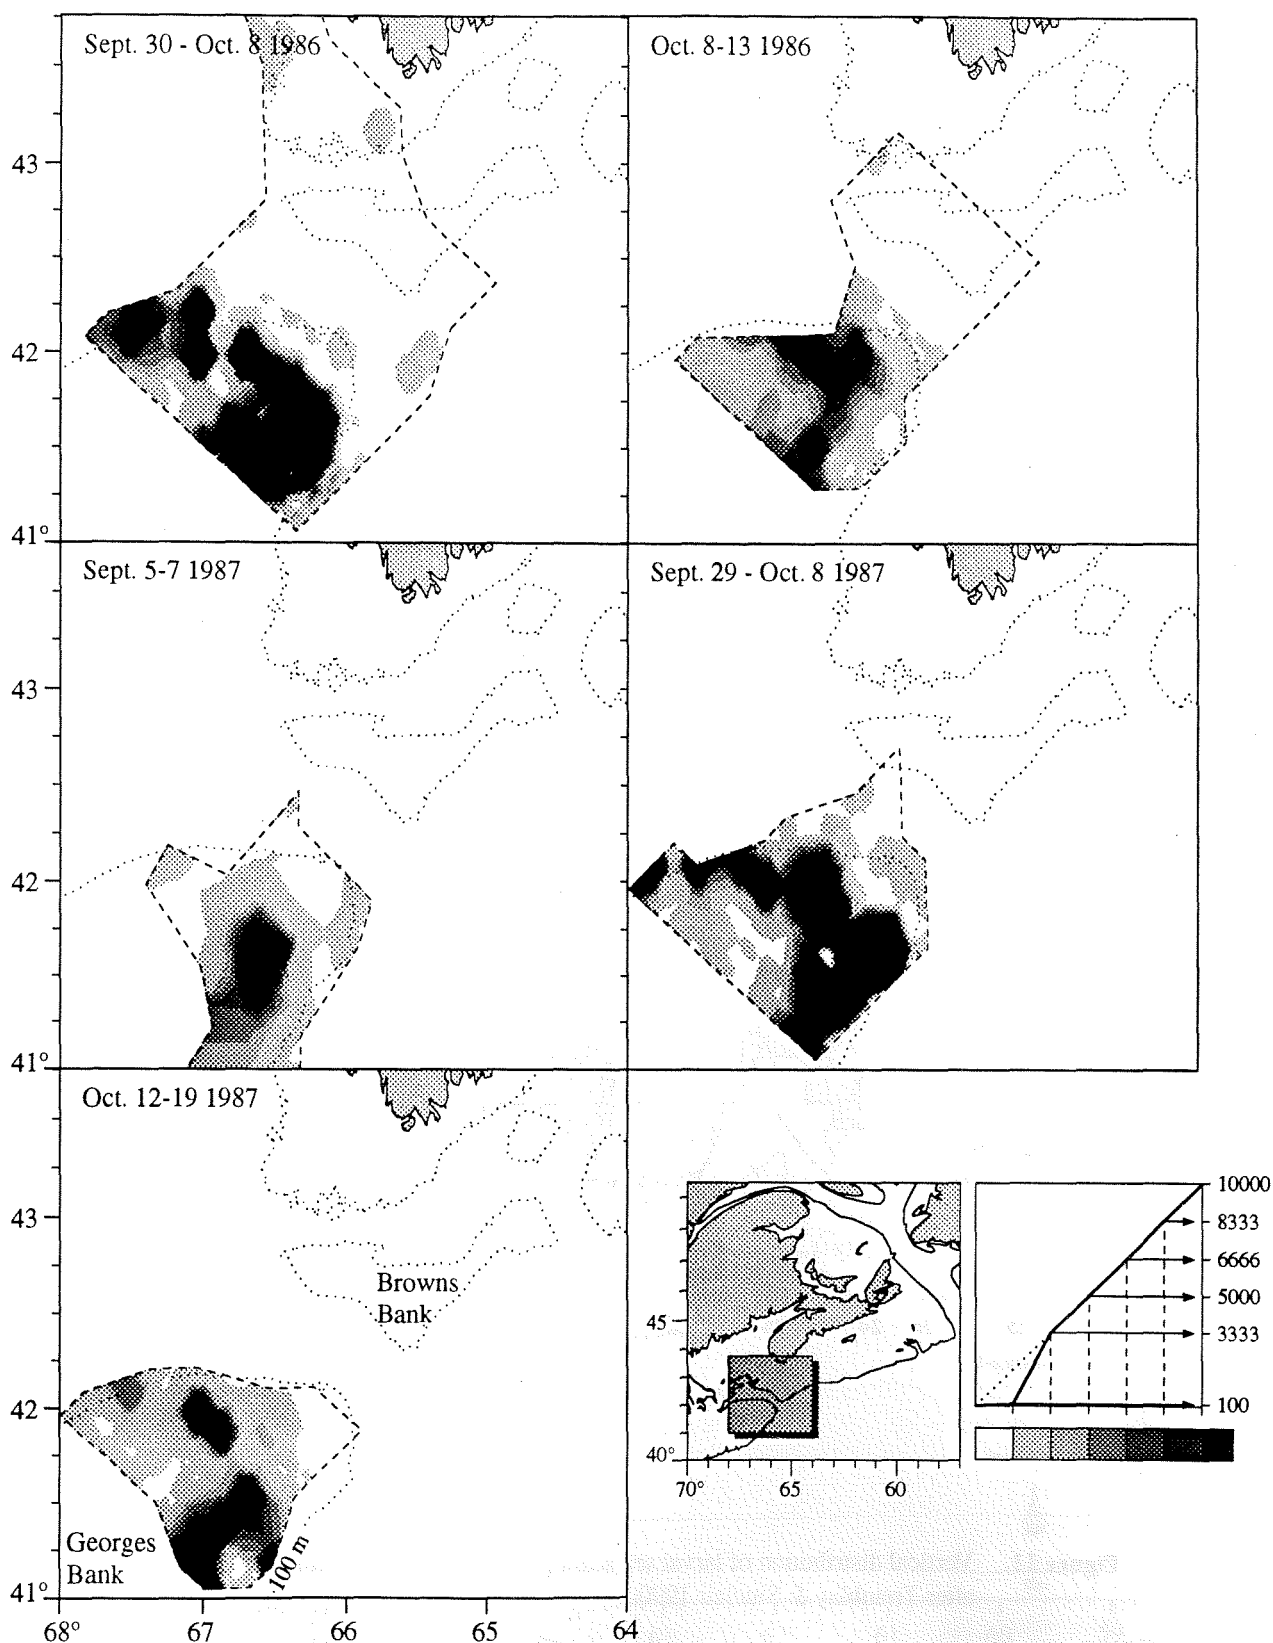 Sept. 30 - Oct. 8 1986
Oct. 8-13 1986
43
42
41°
Sept. 5-7 1987
Sept. 29 - Oct. 8 1987
43
42
41°
Oct. 12-19 1987
43
42
41°
Browns
Bank
Georges
Bank
100 m
68°
67
66
65
64
45
40°
70°
65
60
10000
8333
6666
5000
3333
100